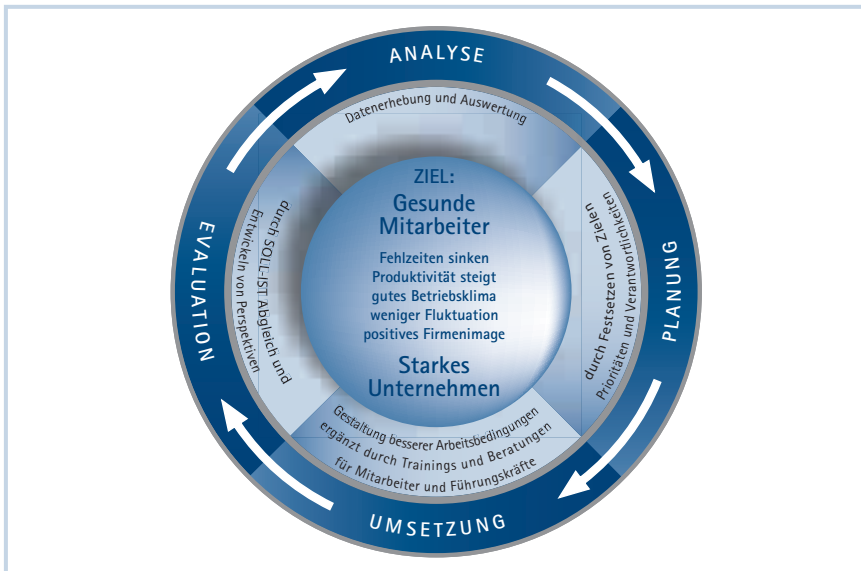 ANALYSE
Datenerhebung und Auswertung
PLANUNG
durch Festsetzen von Zielen
Prioritäten und Verantwortlichkeiten
UMSETZUNG
Gestaltung besserer Arbeitsbedingungen
ergänzt durch Trainings und Beratungen
für Mitarbeiter und Führungskräfte
EVALUATION
durch SOLL-IST Abgleich und
Entwickeln von Perspektiven
ZIEL:
Gesunde
Mitarbeiter
Fehlzeiten sinken
Produktivität steigt
gutes Betriebsklima
weniger Fluktuation
positives Firmenimage
Starkes
Unternehmen